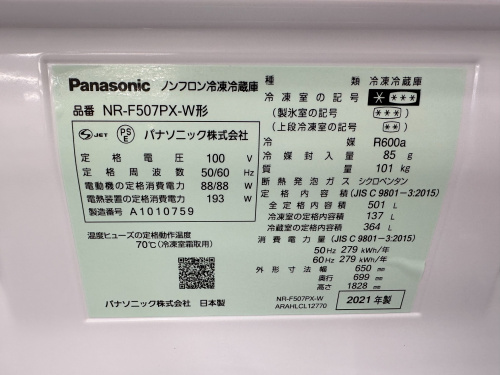 Panasonic ノンフロン冷凍冷蔵庫
品番 NR-F507PX-W形
JET PS E パナソニック株式会社
定格電圧 100 V
定格周波数 50/60 Hz
電動機の定格消費電力 88/88 W
電熱装置の定格消費電力 193 W
製造番号 A1010759
温度ヒューズの定格動作温度
70℃(冷凍室霜取用)
パナソニック株式会社 日本製
種類 冷凍冷蔵庫
冷凍室の記号 * ***
(製氷室の記号) ***
(上段冷凍室の記号) **
冷媒 R600a
冷媒封入量 85 g
質量 101 kg
断熱発泡ガス シクロペンタン
定格内容積 (JIS C 9801-3:2015)
全定格内容積 501 L
冷凍室の定格内容積 137 L
冷蔵室の定格内容積 364 L
消費電力量 (JIS C 9801-3:2015)
50Hz 279 kWh/年
60Hz 279 kWh/年
外形寸法 幅 650 mm
奥行 699 mm
高さ 1828 mm
NR-F507PX-W
ARAHLCL12770
2021年製